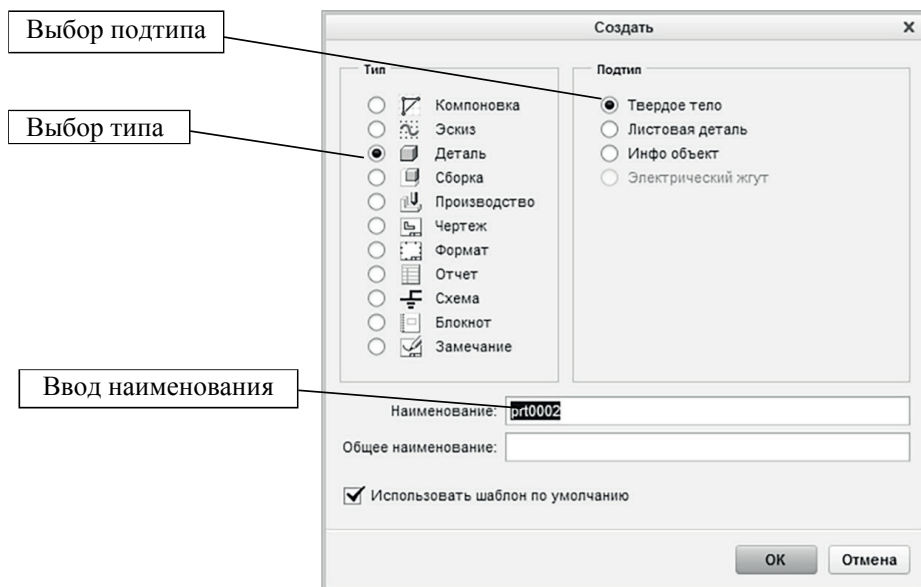 Выбор подтипа
Выбор типа
Ввод наименования
Создать
X
Тип
Компоновка
Эскиз
Деталь
Сборка
Производство
Чертеж
Формат
Отчет
Схема
Блокнот
Замечание
Подтип
Твердое тело
Листовая деталь
Инфо объект
Электрический жгут
Наименование: prt0002
Общее наименование:
Использовать шаблон по умолчанию
OK Отмена